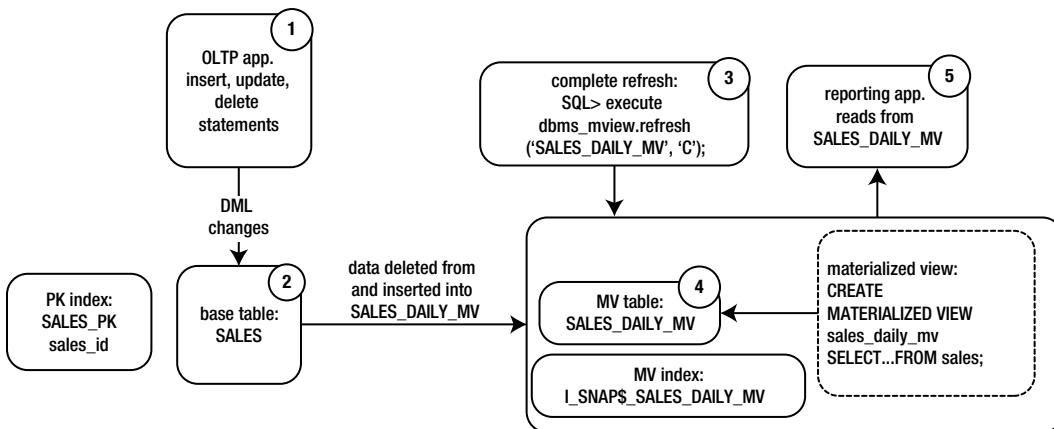 1
OLTP app.
insert, update,
delete
statements
DML
changes
PK index:
SALES_PK
sales_id
2
base table:
SALES
data deleted from
and inserted into
SALES_DAILY_MV
3
complete refresh:
SQL> execute
dbms_mview.refresh
(‘SALES_DAILY_MV’, ‘C’);
4
MV table:
SALES_DAILY_MV
MV index:
I_SNAP$_SALES_DAILY_MV
materialized view:
CREATE
MATERIALIZED VIEW
sales_daily_mv
SELECT...FROM sales;
5
reporting app.
reads from
SALES_DAILY_MV